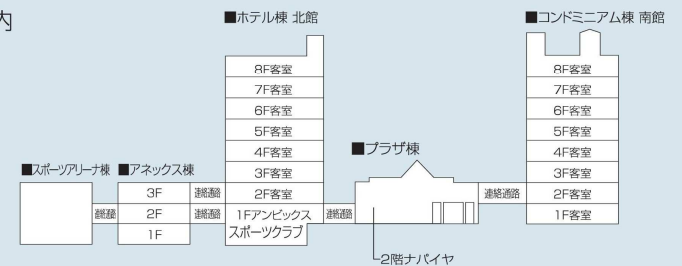 内
■ホテル棟 北館
■コンドミニアム棟 南館
8F客室
7F客室
6F客室
5F客室
4F客室
3F客室
2F客室
1Fアンビックス
スポーツクラブ
8F客室
7F客室
6F客室
5F客室
4F客室
3F客室
2F客室
1F客室
■プラザ棟
■スポーツアリーナ棟
■アネックス棟
3F
2F
1F
連絡通路
連絡通路
連絡通路
連絡通路
連絡通路
2階ナパイヤ